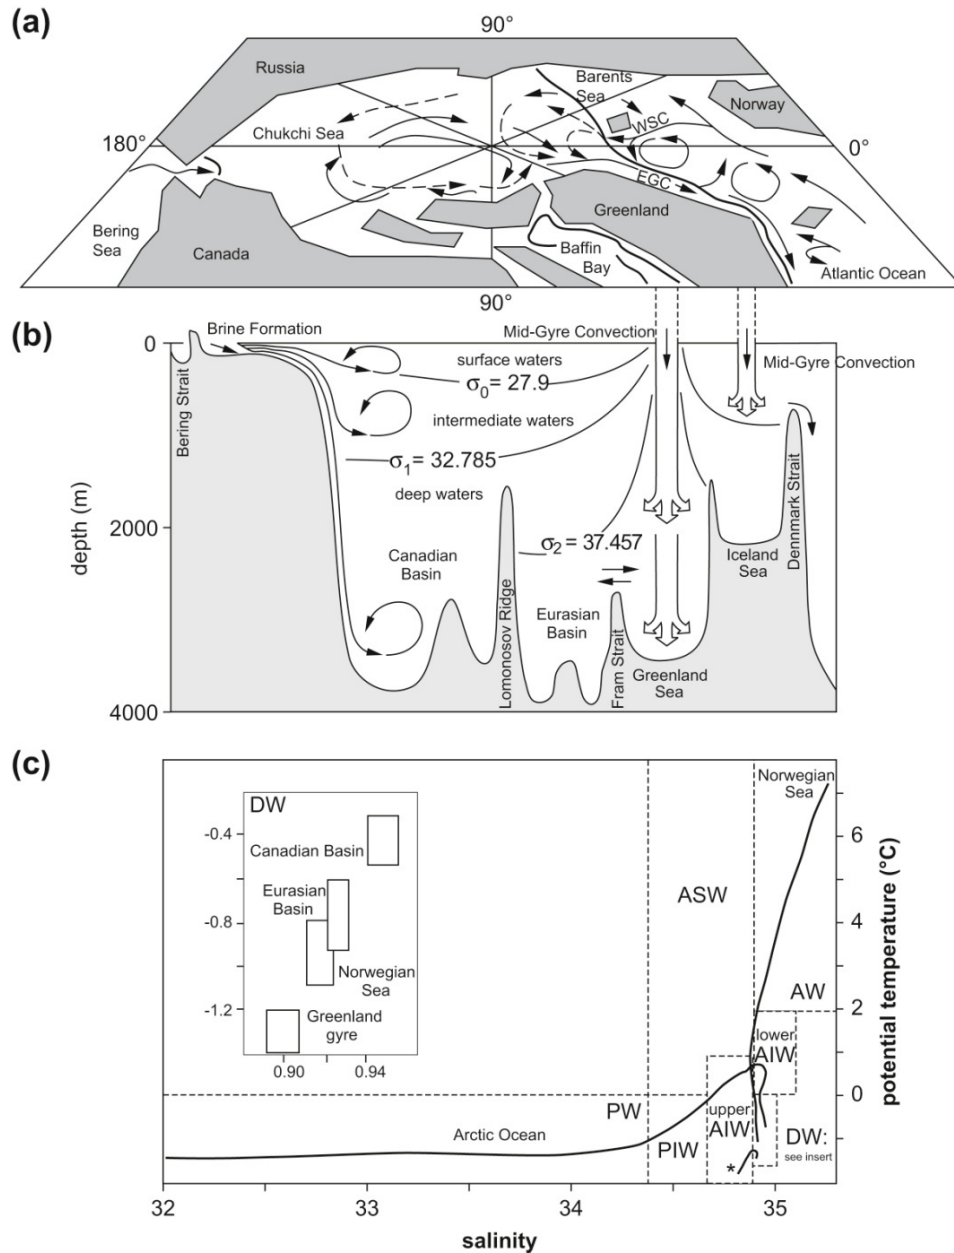 (a)
90°
Russia
Barents
Sea
Norway
WSC
Chukchi Sea
180°
0°
EGC
Greenland
Bering
Sea
Canada
Baffin
Bay
Atlantic Ocean
90°
(b)
Brine Formation
Mid-Gyre Convection
Mid-Gyre Convection
0
surface waters
σ0 = 27.9
Bering Strait
intermediate waters
σ1 = 32.785
deep waters
depth (m)
2000
σ2 = 37.457
Canadian
Basin
Lomonosov Ridge
Eurasian
Basin
Fram Strait
Greenland
Sea
Iceland
Sea
Dennmark Strait
4000
(c)
Norwegian
Sea
DW
-0.4
Canadian Basin
Eurasian
Basin
-0.8
Norwegian
Sea
-1.2
Greenland
gyre
0.90
0.94
6
4
2
0
potential temperature (°C)
ASW
AW
lower
AIW
PW
upper
AIW
Arctic Ocean
PIW
DW:
see insert
*
32
33
34
35
salinity